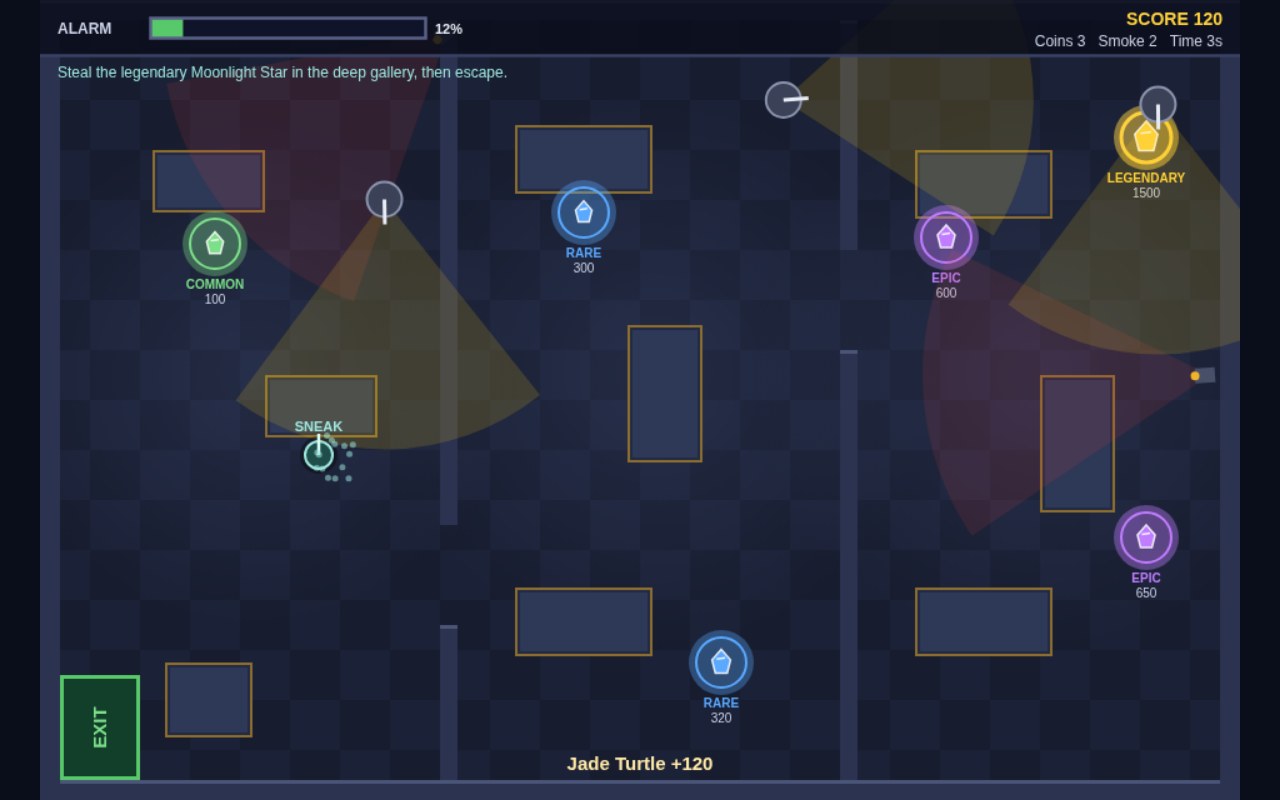 ALARM
12%
SCORE 120
Coins 3 Smoke 2 Time 3s
Steal the legendary Moonlight Star in the deep gallery, then escape.
LEGENDARY
1500
RARE
300
COMMON
100
EPIC
600
SNEAK
EPIC
650
RARE
320
EXIT
Jade Turtle +120